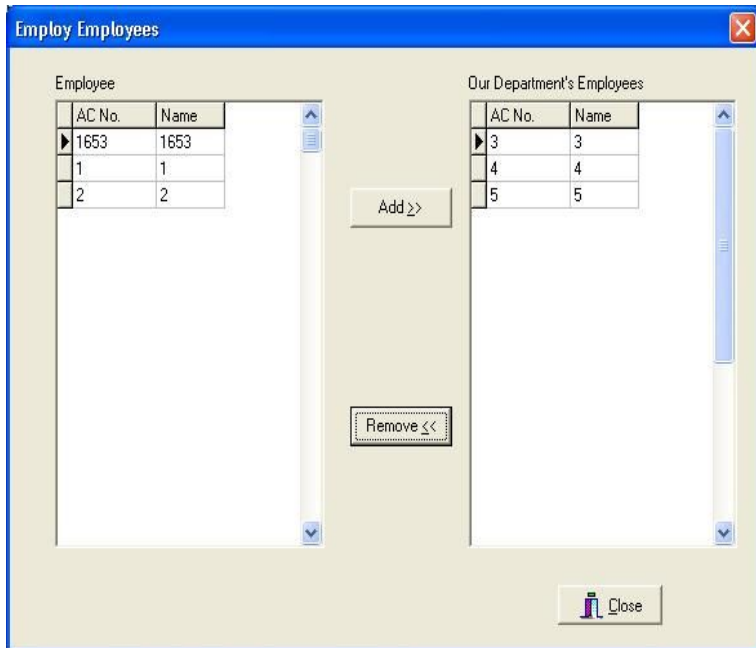 Employ Employees
Employee
Our Department's Employees
AC No. Name
1653 1653
1 1
2 2
AC No. Name
3 3
4 4
5 5
Add >>
Remove <<
Close